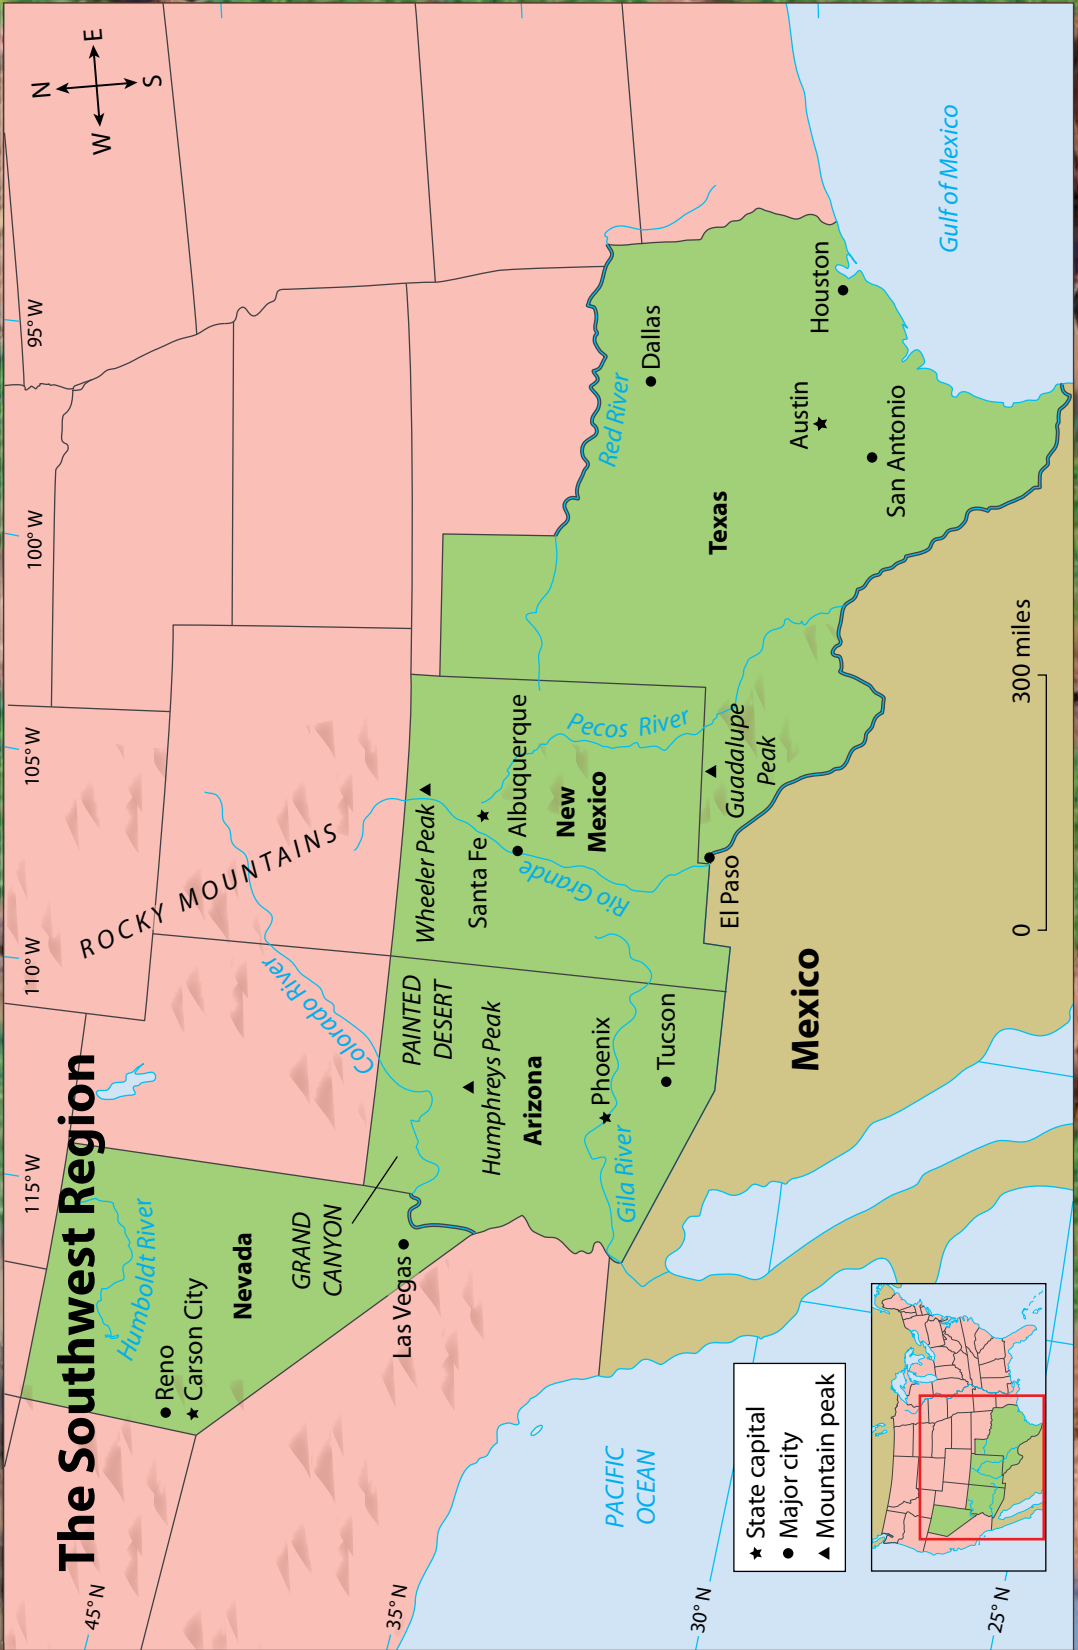 The Southwest Region
N
W
E
S
115° W
110° W
105° W
100° W
95° W
45° N
35° N
30° N
25° N
ROCKY MOUNTAINS
Humboldt River
Reno
Carson City
Nevada
GRAND
CANYON
Las Vegas
Colorado River
PAINTED
DESERT
Humphreys Peak
Arizona
Phoenix
Gila River
Tucson
Wheeler Peak
Santa Fe
Albuquerque
New
Mexico
Rio Grande
Pecos River
El Paso
Guadalupe
Peak
Red River
Dallas
Texas
Austin
Houston
San Antonio
Mexico
Gulf of Mexico
PACIFIC
OCEAN
State capital
Major city
Mountain peak
0
300 miles